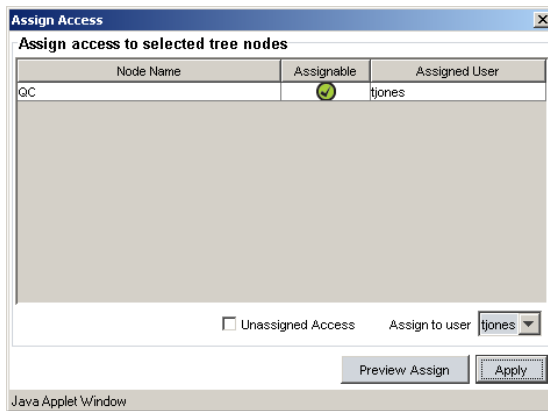 Assign Access
Assign access to selected tree nodes
Node Name Assignable Assigned User
QC tjones
Unassigned Access Assign to user tjones
Preview Assign Apply
Java Applet Window